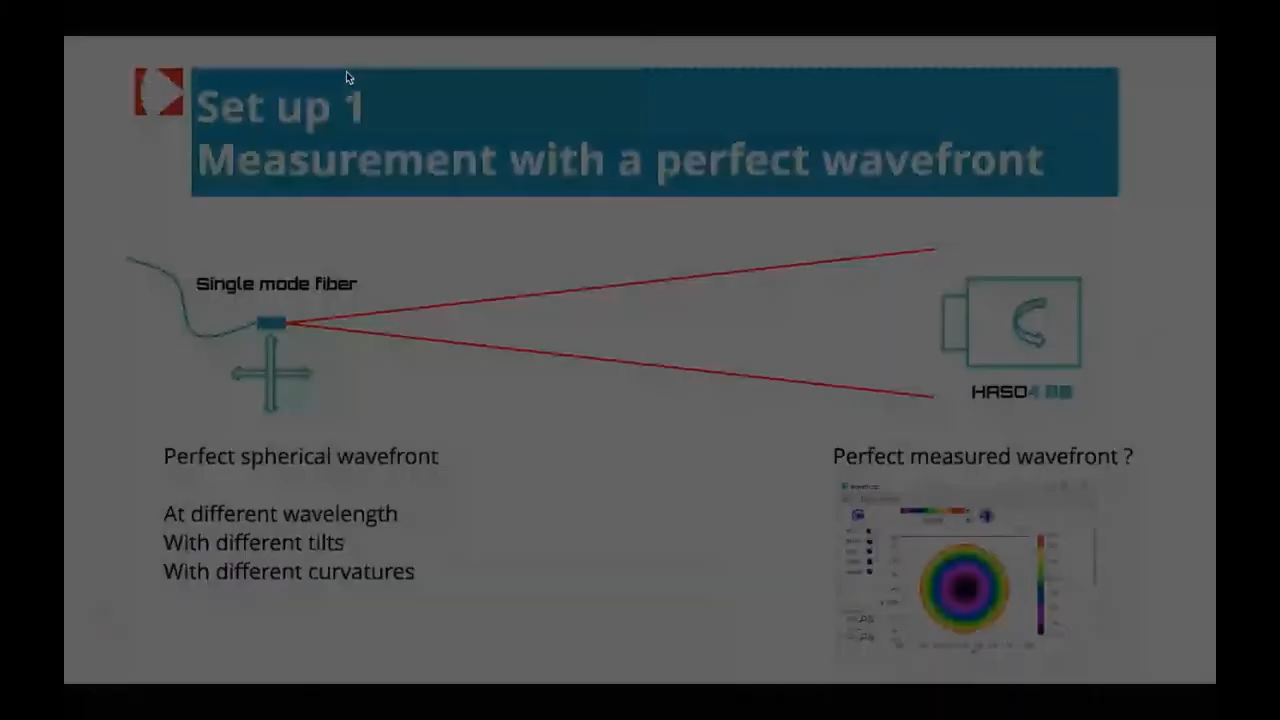 Set up 1
Measurement with a perfect wavefront
Single mode fiber
HASO4
Perfect spherical wavefront
Perfect measured wavefront ?
At different wavelength
With different tilts
With different curvatures